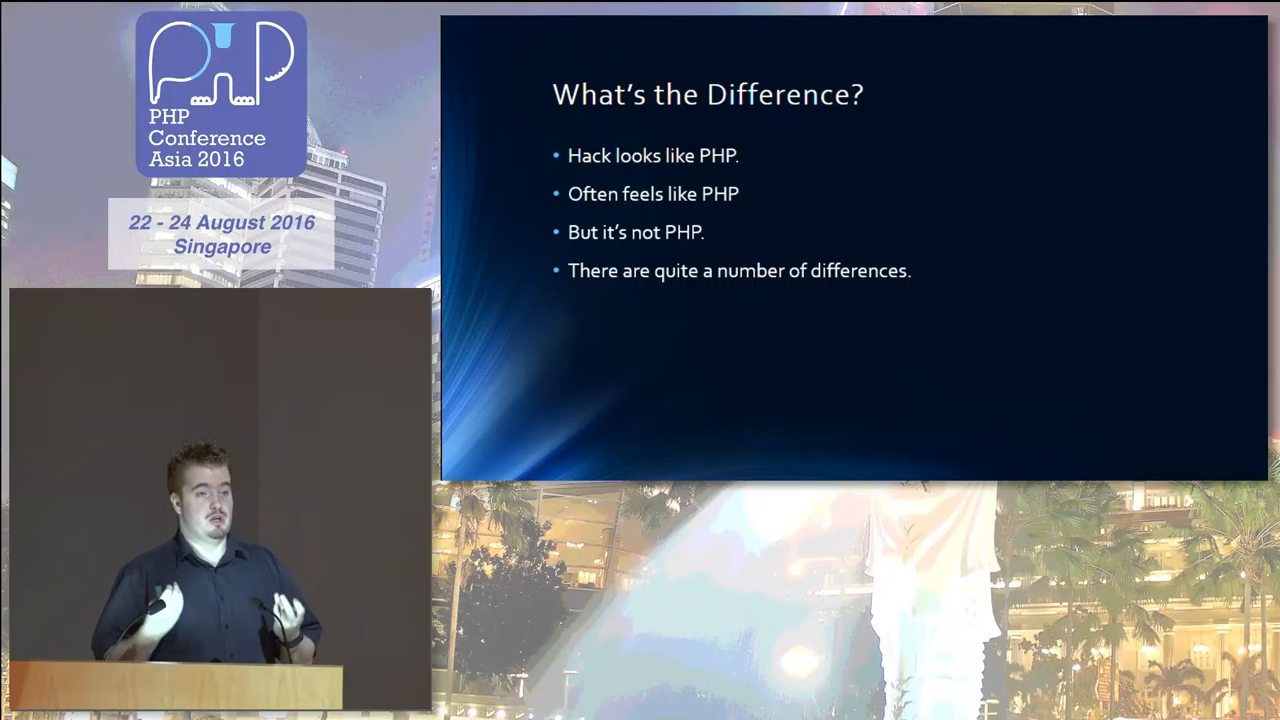 PHP
PHP
Conference
Asia 2016
22 - 24 August 2016
Singapore
What's the Difference?
• Hack looks like PHP.
• Often feels like PHP
• But it's not PHP.
• There are quite a number of differences.